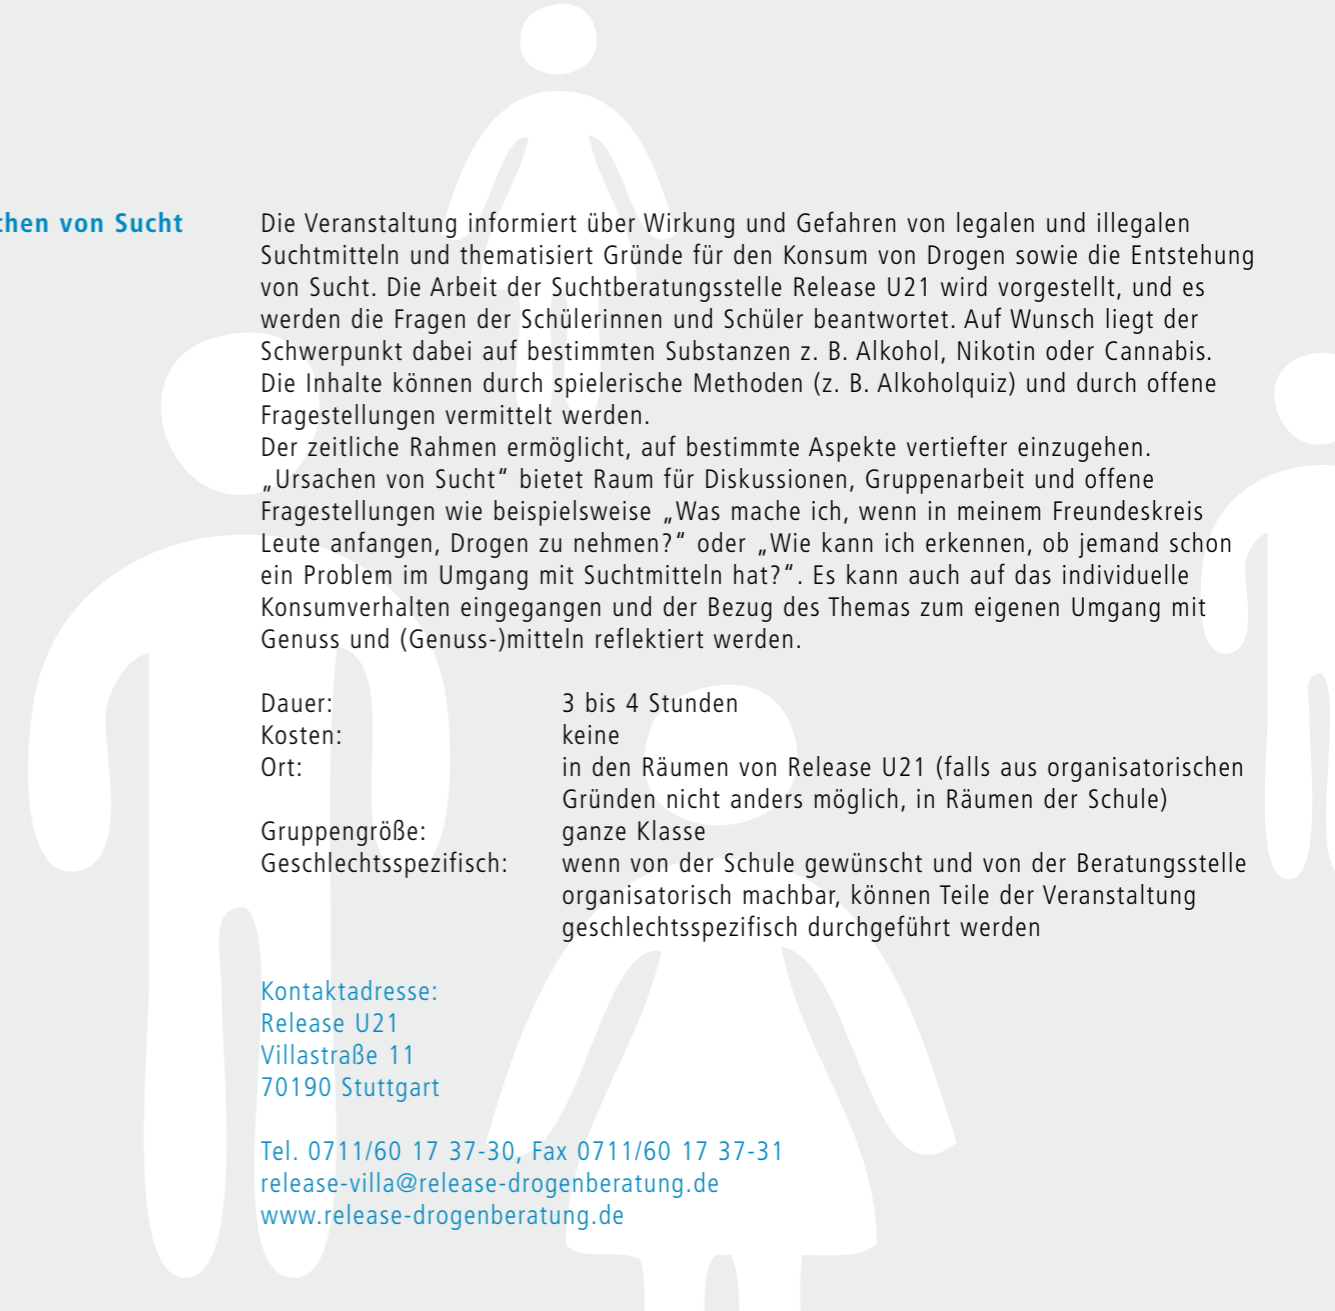 von Sucht
Die Veranstaltung informiert über Wirkung und Gefahren von legalen und illegalen
Suchtmitteln und thematisiert Gründe für den Konsum von Drogen sowie die Entstehung
von Sucht. Die Arbeit der Suchtberatungsstelle Release U21 wird vorgestellt, und es
werden die Fragen der Schülerinnen und Schüler beantwortet. Auf Wunsch liegt der
Schwerpunkt dabei auf bestimmten Substanzen z. B. Alkohol, Nikotin oder Cannabis.
Die Inhalte können durch spielerische Methoden (z. B. Alkoholquiz) und durch offene
Fragestellungen vermittelt werden.
Der zeitliche Rahmen ermöglicht, auf bestimmte Aspekte vertiefter einzugehen.
„Ursachen von Sucht“ bietet Raum für Diskussionen, Gruppenarbeit und offene
Fragestellungen wie beispielsweise „Was mache ich, wenn in meinem Freundeskreis
Leute anfangen, Drogen zu nehmen?“ oder „Wie kann ich erkennen, ob jemand schon
ein Problem im Umgang mit Suchtmitteln hat?“. Es kann auch auf das individuelle
Konsumverhalten eingegangen und der Bezug des Themas zum eigenen Umgang mit
Genuss und (Genuss-)mitteln reflektiert werden.
Dauer: 3 bis 4 Stunden
Kosten: keine
Ort: in den Räumen von Release U21 (falls aus organisatorischen
Gründen nicht anders möglich, in Räumen der Schule)
Gruppengröße: ganze Klasse
Geschlechtsspezifisch: wenn von der Schule gewünscht und von der Beratungsstelle
organisatorisch machbar, können Teile der Veranstaltung
geschlechtsspezifisch durchgeführt werden
Kontaktadresse:
Release U21
Villastraße 11
70190 Stuttgart
Tel. 0711/60 17 37-30, Fax 0711/60 17 37-31
release-villa@release-drogenberatung.de
www.release-drogenberatung.de